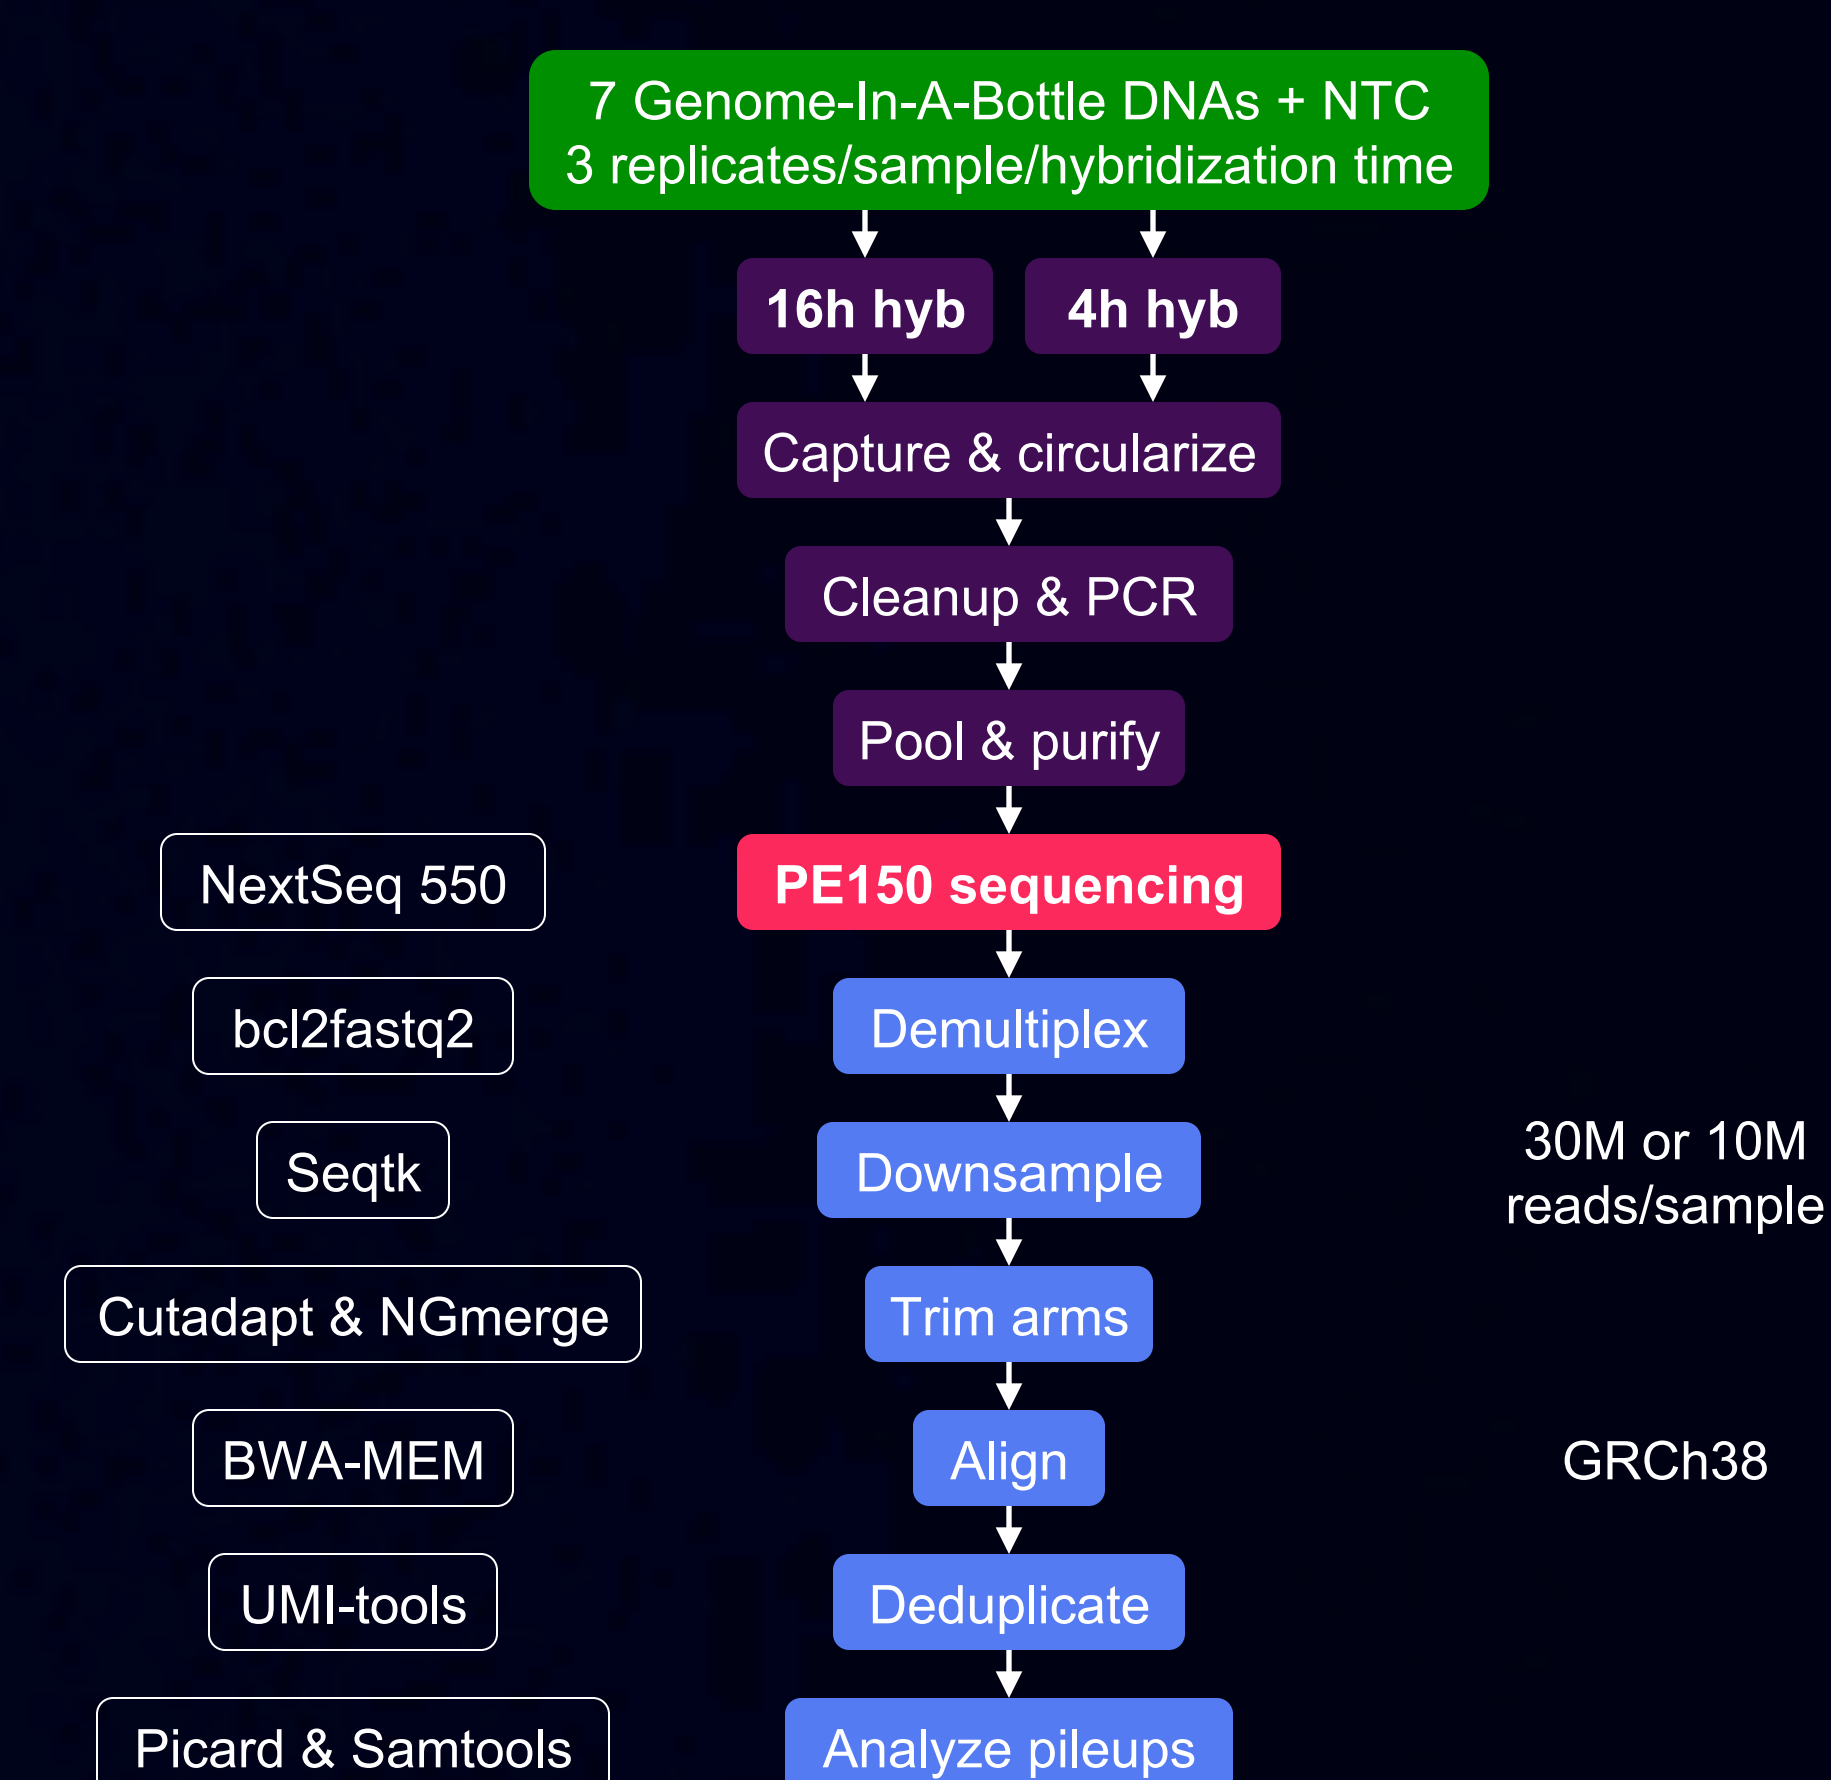 7 Genome-In-A-Bottle DNAs + NTC
3 replicates/sample/hybridization time
16h hyb
4h hyb
Capture & circularize
Cleanup & PCR
Pool & purify
NextSeq 550
PE150 sequencing
bcl2fastq2
Demultiplex
Seqtk
Downsample
30M or 10M
reads/sample
Cutadapt & NGmerge
Trim arms
BWA-MEM
Align
GRCh38
UMI-tools
Deduplicate
Picard & Samtools
Analyze pileups